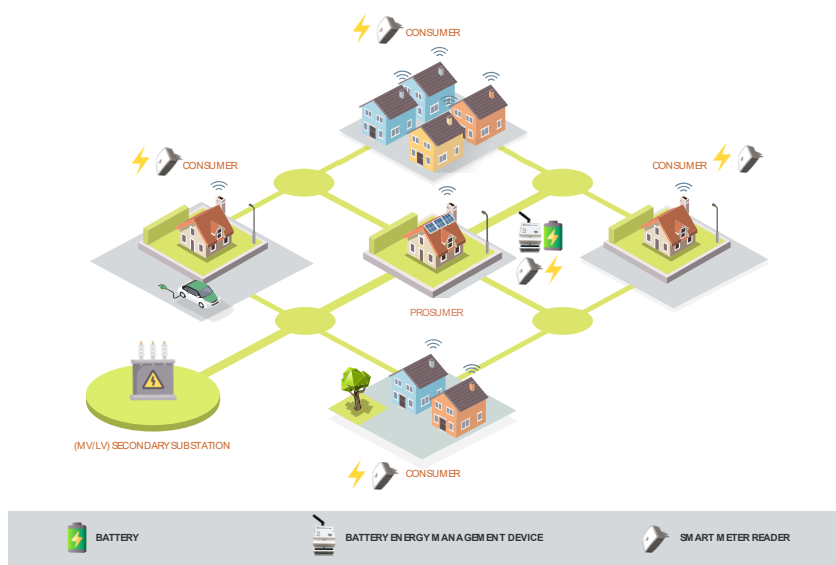 CONSUMER
CONSUMER
CONSUMER
PROSUMER
(MV/LV) SECONDARY SUBSTATION
CONSUMER
BATTERY
BATTERY ENERGY MANAGEMENT DEVICE
SMART METER READER